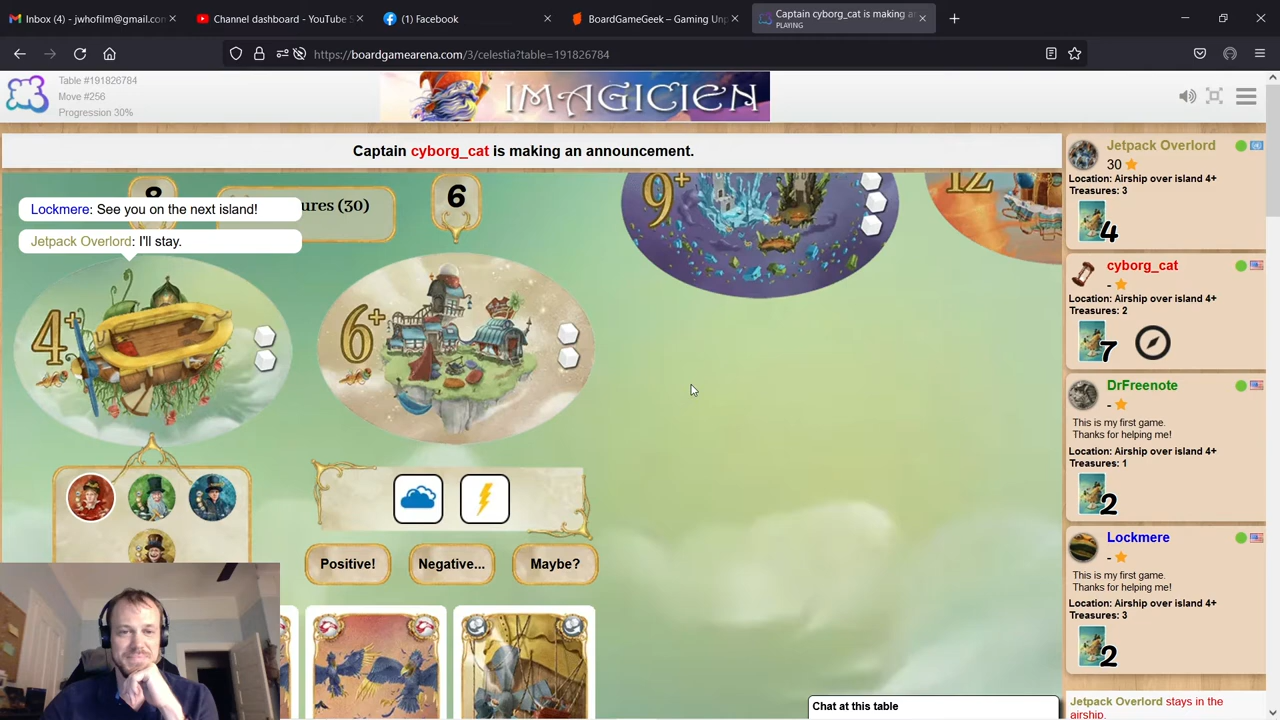 Inbox (4) - jwhofilm@gmail.con
Channel dashboard - YouTube S
(1) Facebook
BoardGameGeek – Gaming Unp
Captain cyborg_cat is making a
PLAYING
https://boardgamearena.com/3/celestia?table=191826784
Table #191826784
Move #256
Progression 30%
IMAGICIEN
Captain cyborg_cat is making an announcement.
8
ures (30)
6
9+
12
Lockmere: See you on the next island!
Jetpack Overlord: I'll stay.
4+
6+
Positive!
Negative...
Maybe?
Jetpack Overlord
30
Location: Airship over island 4+
Treasures: 3
4
cyborg_cat
-
Location: Airship over island 4+
Treasures: 2
7
DrFreenote
-
This is my first game.
Thanks for helping me!
Location: Airship over island 4+
Treasures: 1
2
Lockmere
-
This is my first game.
Thanks for helping me!
Location: Airship over island 4+
Treasures: 3
2
Jetpack Overlord stays in the
airship.
Chat at this table